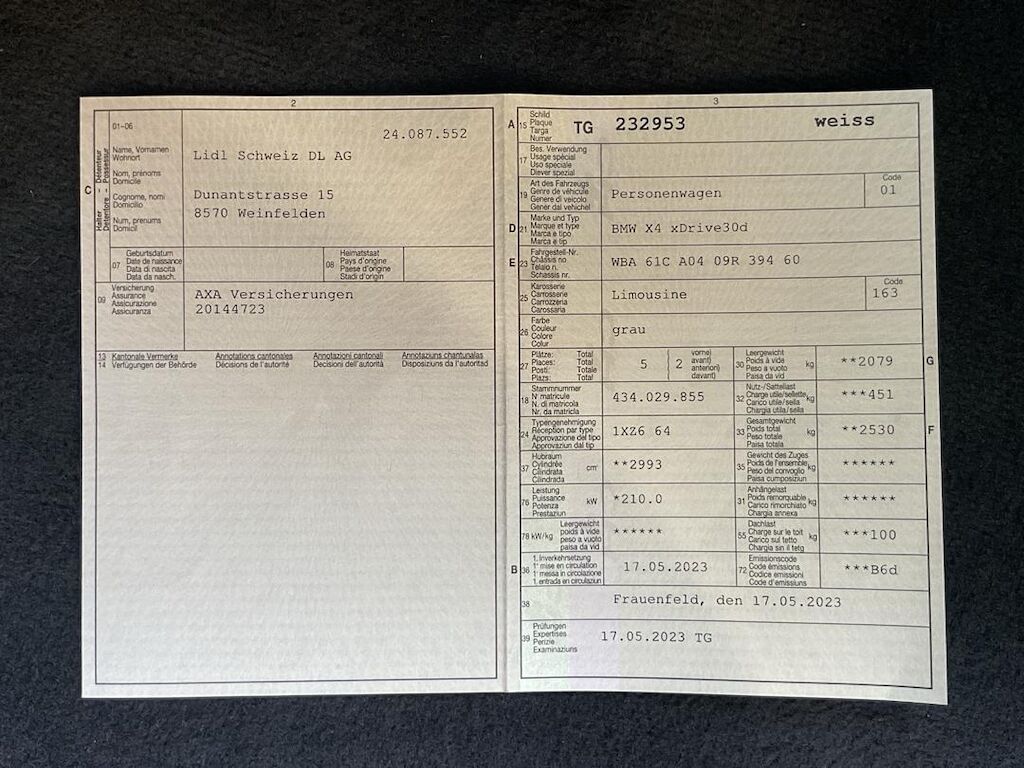 2
01-06
24.087.552
C
Halter Détenteur
Detentore Possessur
Name, Vornamen
Wohnort
Nom, prénoms
Domicile
Cognome, nomi
Domicilio
Num, prenums
Domicil
Lidl Schweiz DL AG
Dunantstrasse 15
8570 Weinfelden
07
Geburtsdatum
Date de naissance
Data di nascita
Data da nasch.
08
Heimatstaat
Pays d'origine
Paese d'origine
Stadi d'origin
09
Versicherung
Assurance
Assicurazione
Assicuranza
AXA Versicherungen
20144723
13 Kantonale Vermerke Annotations cantonales Annotazioni cantonali Annotaziuns chantunalas
14 Verfügungen der Behörde Décisions de l'autorité Decisioni dell'autorità Disposiziuns da l'autoritad
3
A 15
Schild
Plaque
Targa
Numer
TG 232953 weiss
17
Bes. Verwendung
Usage spécial
Uso speciale
Diever spezial
19
Art des Fahrzeugs
Genre de véhicule
Genere di veicolo
Gener dal vehichel
Personenwagen
Code
01
D 21
Marke und Typ
Marque et type
Marca e tipo
Marca e tip
BMW X4 xDrive30d
E 23
Fahrgestell-Nr.
Châssis no
Telaio n.
Schassis nr.
WBA 61C A04 09R 394 60
25
Karosserie
Carrosserie
Carrozzeria
Carossaria
Limousine
Code
163
26
Farbe
Couleur
Colore
Colur
grau
27
Plätze: Total
Places: Total
Posti: Totale
Plazs: Total
5 2
vorne)
avant)
anterion)
davant)
30
Leergewicht
Poids à vide
Peso a vuoto
Paisa da vid
kg
**2079
G
18
Stammnummer
N matricule
N. di matricola
Nr. da matricla
434.029.855
32
Nutz-/Sattellast
Charge utile/sellette
Carico utile/sella
Chargia utila/sella
kg
***451
24
Typengenehmigung
Réception par type
Approvazione del tipo
Approvaziun dal tip
1XZ6 64
33
Gesamtgewicht
Poids total
Peso totale
Paisa totala
kg
**2530
F
37
Hubraum
Cylindrée
Cilindrata
Cilindrada
cm³
**2993
35
Gewicht des Zuges
Poids de l'ensemble
Peso del convoglio
Paisa cumposiziun
kg
******
76
Leistung
Puissance
Potenza
Prestaziun
kW
*210.0
31
Anhängelast
Poids remorquable
Carico rimorchiato
Chargia annexa
kg
******
78 kW/kg
Leergewicht
poids à vide
peso a vuoto
paisa da vid
******
55
Dachlast
Charge sur le toit
Carico sul tetto
Chargia sin il tetg
kg
***100
B 36
1. Inverkehrsetzung
1ʳᵉ mise en circulation
1ª messa in circolazione
1. entrada en circulaziun
17.05.2023
72
Emissionscode
Code émissions
Codice emissioni
Code d'emissiuns
***B6d
38
Frauenfeld, den 17.05.2023
39
Prüfungen
Expertises
Perizie
Examinaziuns
17.05.2023 TG